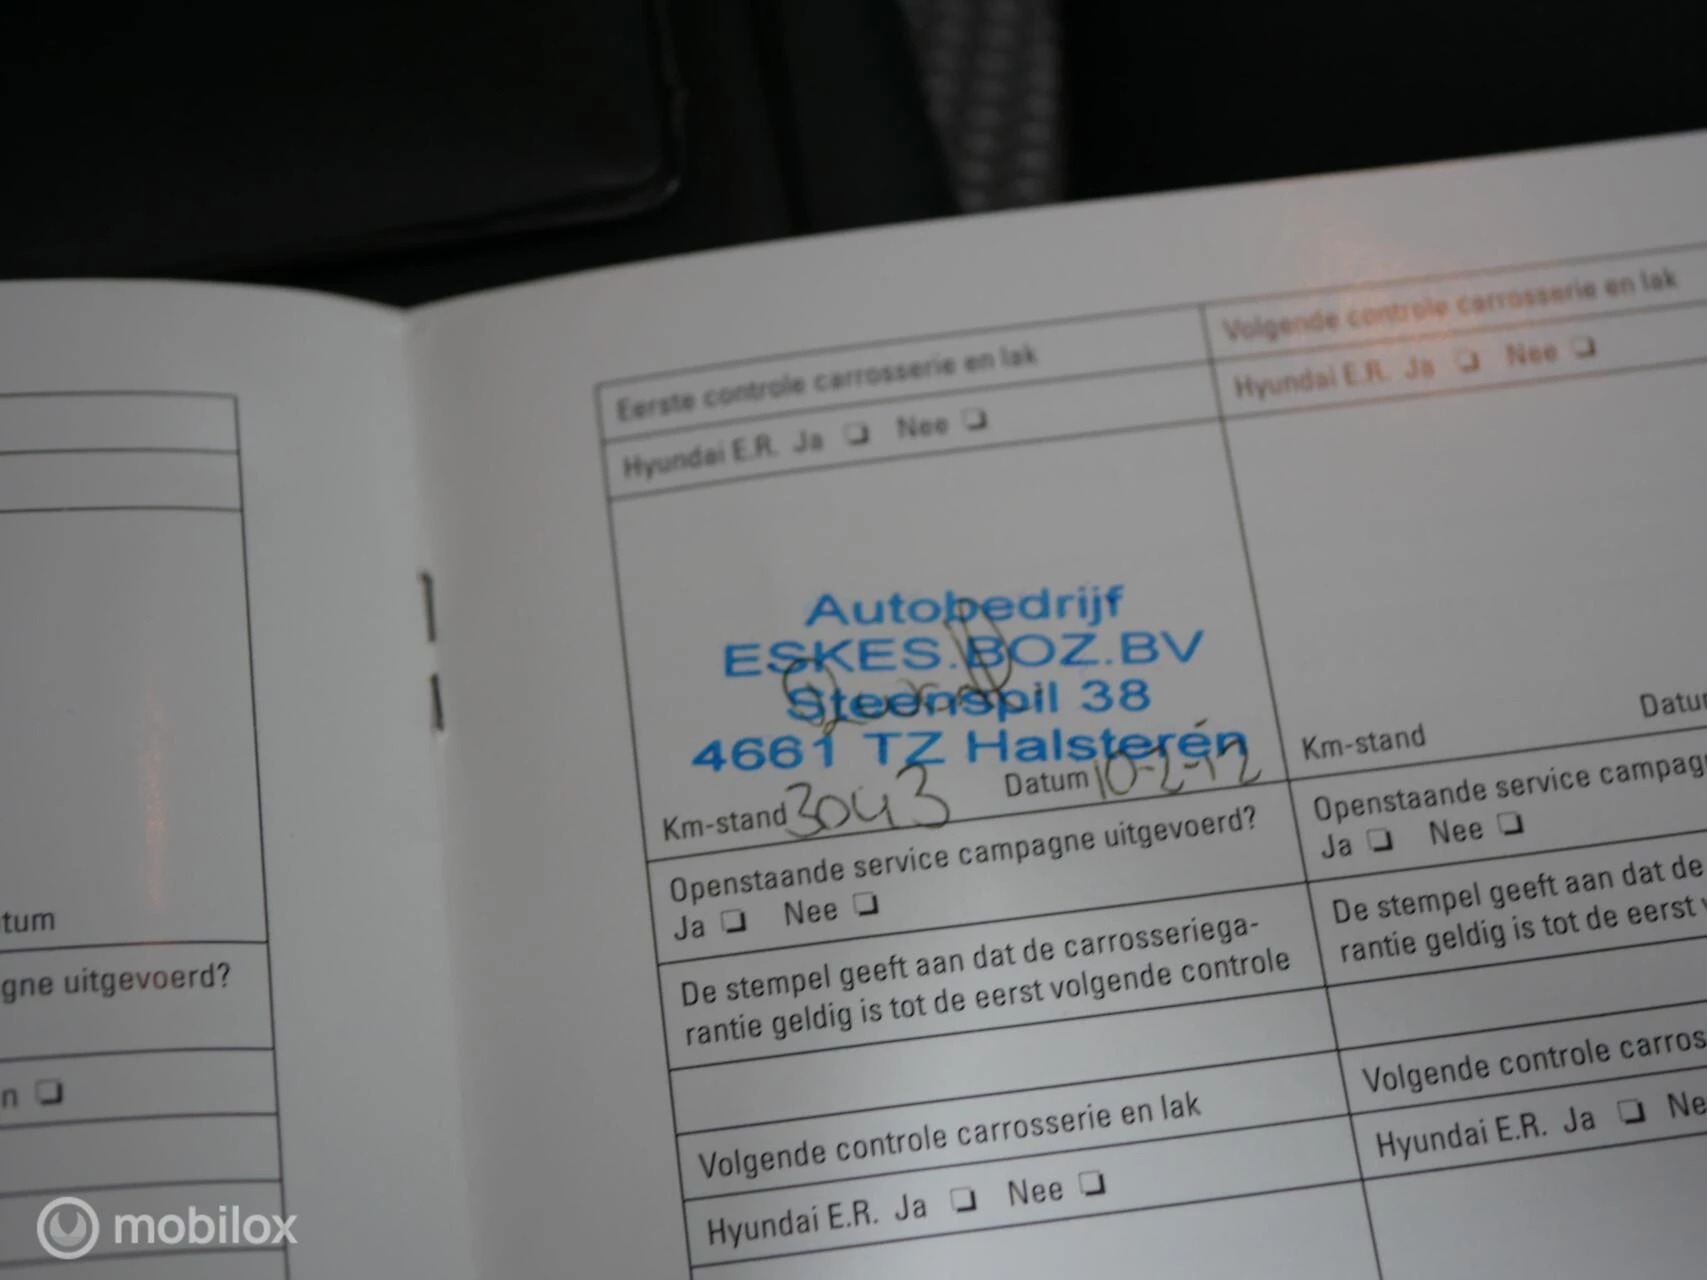 tum
gne uitgevoerd?
n
Eerste controle carrosserie en lak
Hyundai E.R. Ja ❏ Nee ❏
Autobedrijf
ESKES.BOZ.BV
Steenspil 38
4661 TZ Halsteren
Km-stand 3043 Datum 10-2-12
Openstaande service campagne uitgevoerd?
Ja ❏ Nee ❏
De stempel geeft aan dat de carrosseriega-
rantie geldig is tot de eerst volgende controle
Volgende controle carrosserie en lak
Hyundai E.R. Ja ❏ Nee ❏
Volgende controle carrosserie en lak
Hyundai E.R. Ja ❏ Nee ❏
Km-stand Datu
Openstaande service campag
Ja ❏ Nee ❏
De stempel geeft aan dat de
rantie geldig is tot de eerst v
Volgende controle carros
Hyundai E.R. Ja ❏ Ne
mobilox